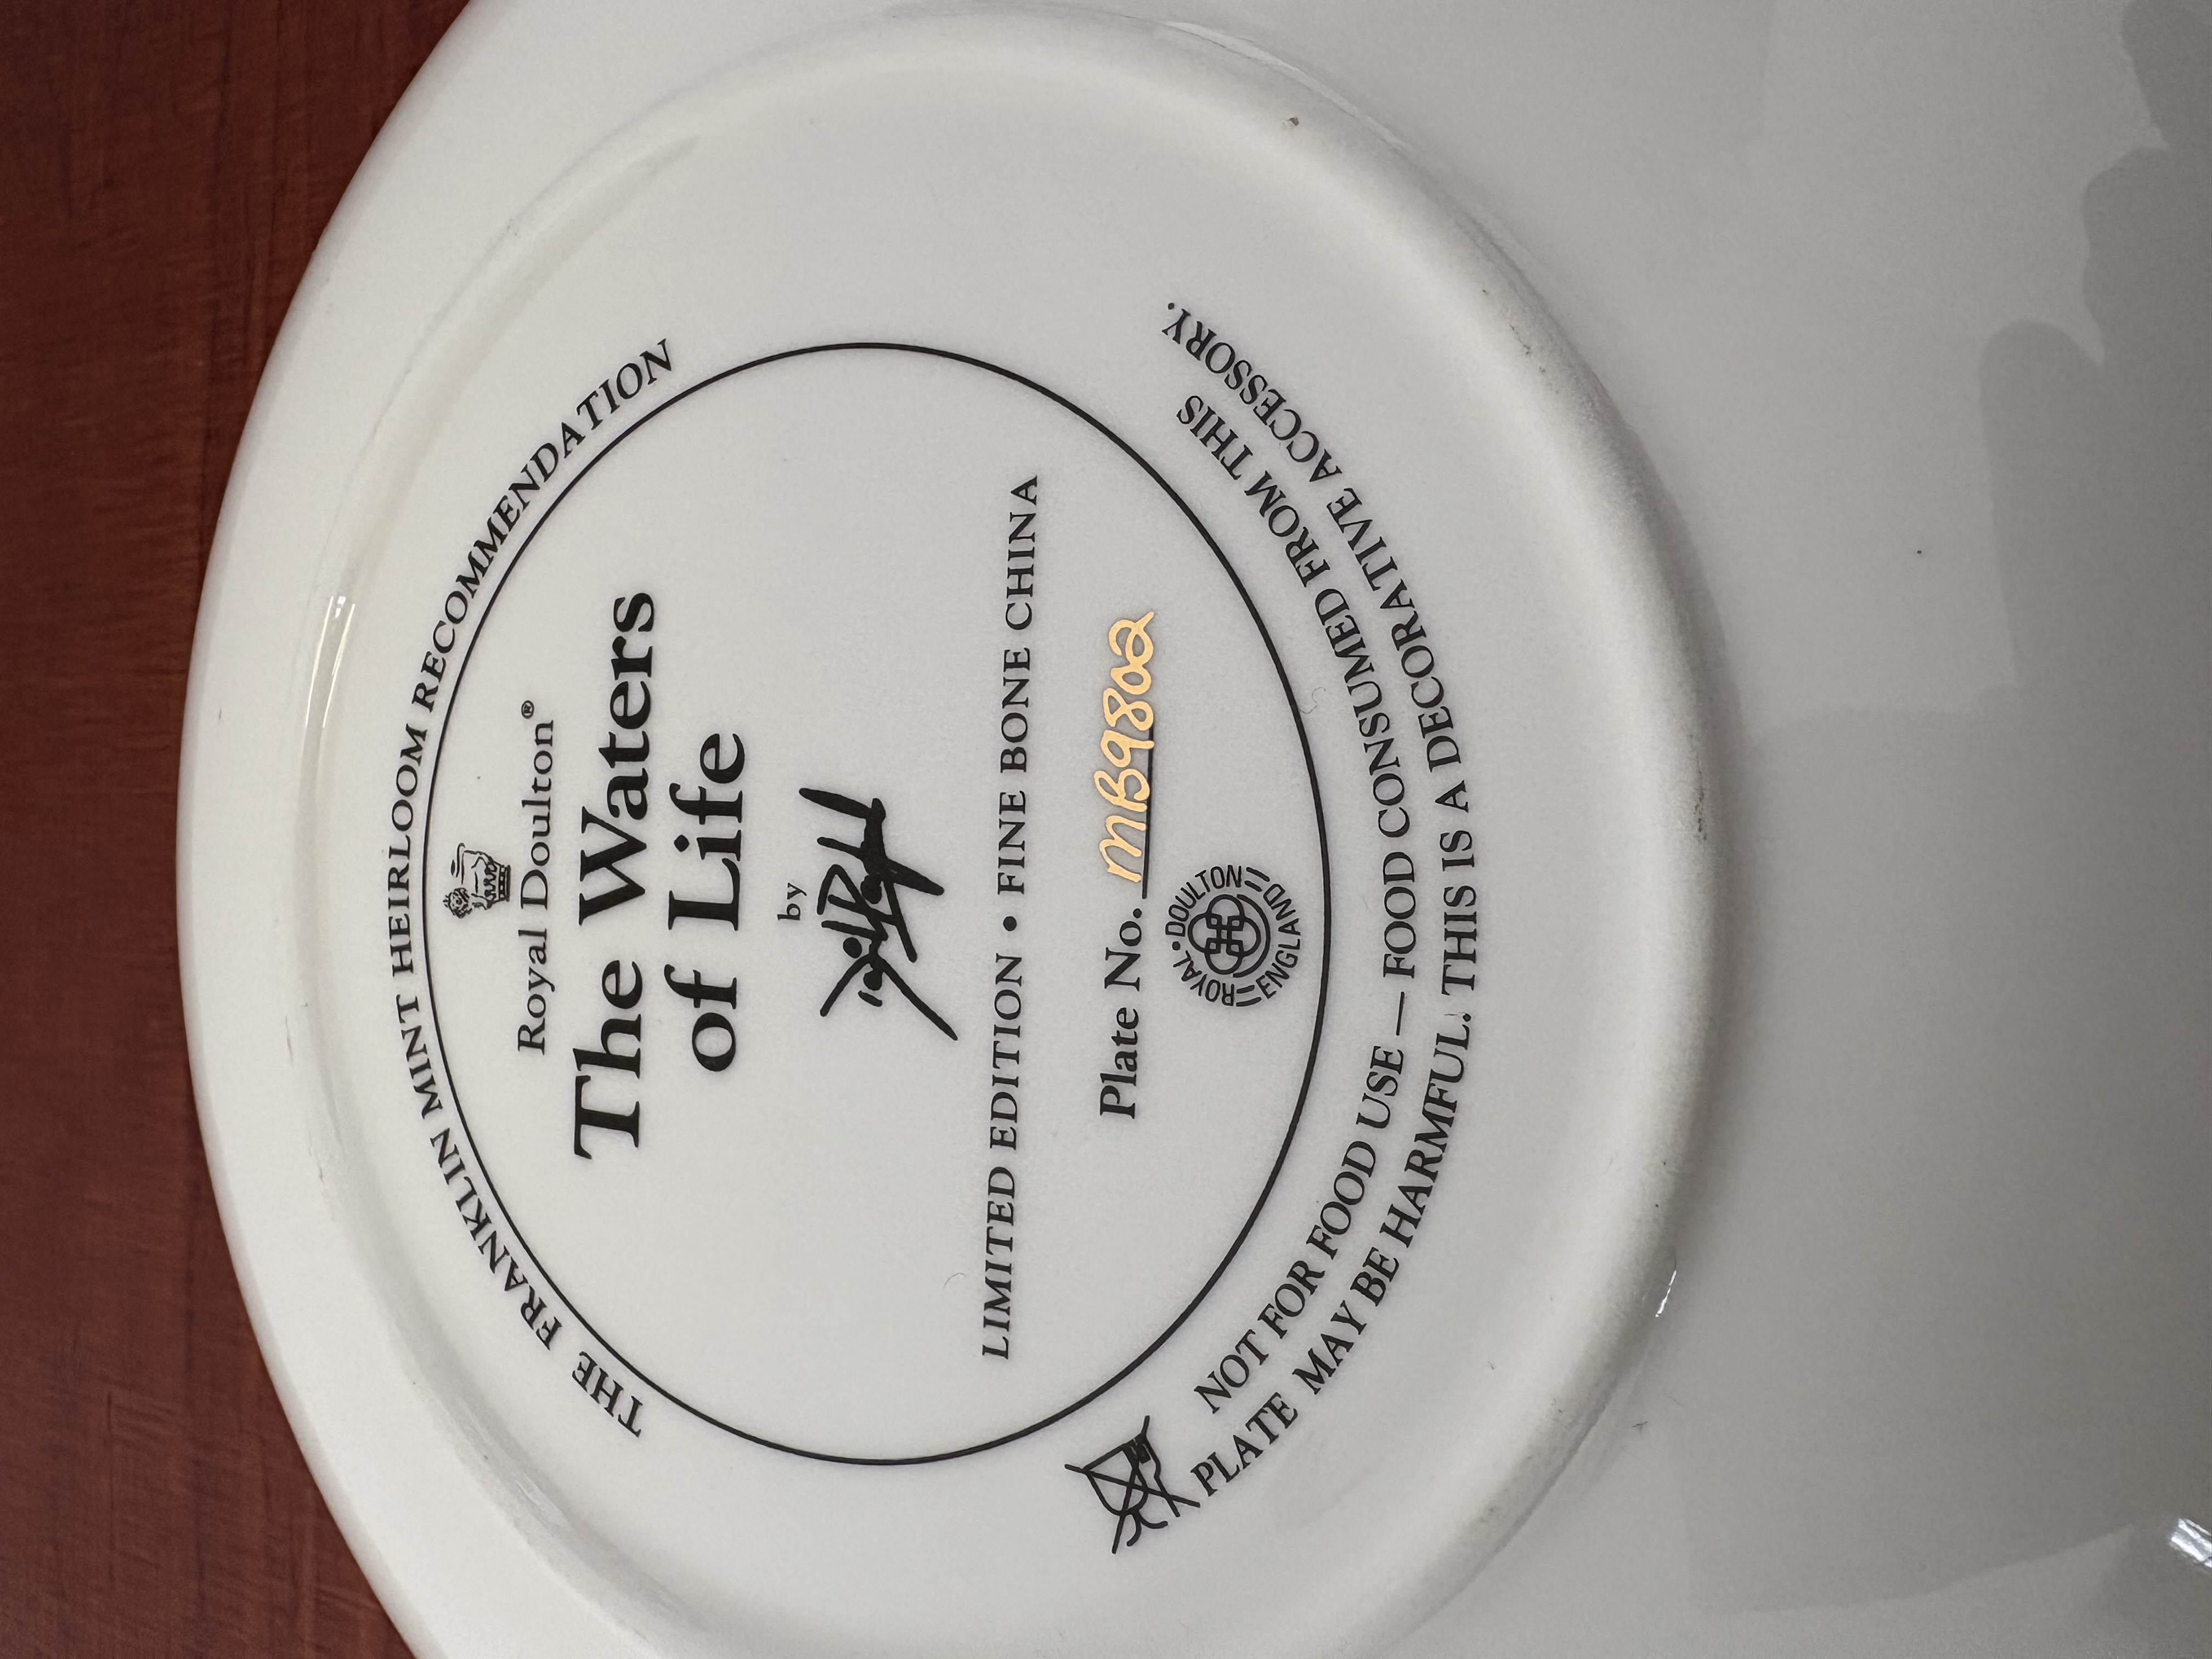 THE FRANKLIN MINT HEIRLOOM RECOMMENDATION
Royal Doulton®
The Waters
of Life
by
LIMITED EDITION • FINE BONE CHINA
Plate No. MB9802
ROYAL • DOULTON
ENGLAND
NOT FOR FOOD USE — FOOD CONSUMED FROM THIS
PLATE MAY BE HARMFUL. THIS IS A DECORATIVE ACCESSORY.